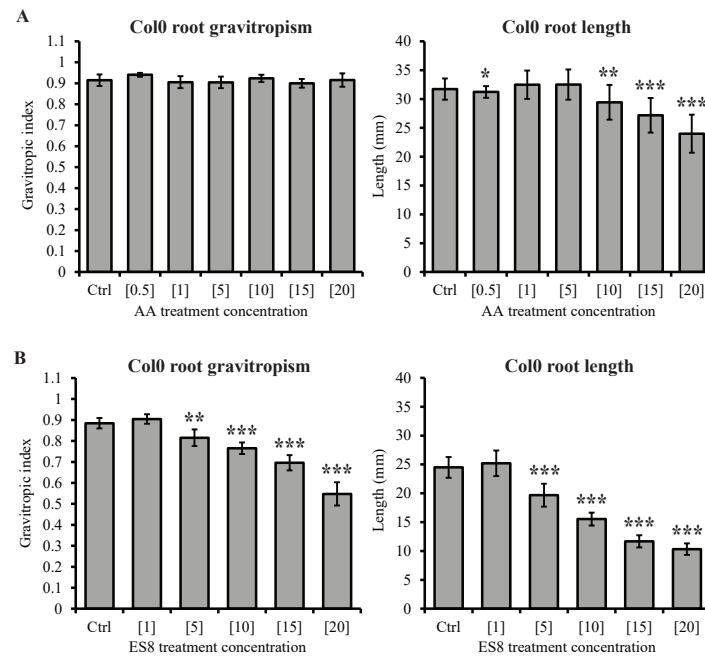 A
Col0 root gravitropism
Gravitropic index
1.1
1
0.9
0.8
0.7
0.6
0.5
0.4
0.3
0.2
0.1
0
Ctrl [0.5] [1] [5] [10] [15] [20]
AA treatment concentration
Col0 root length
Length (mm)
40
35
30
25
20
15
10
5
0
* ** *** ***
Ctrl [0.5] [1] [5] [10] [15] [20]
AA treatment concentration
B
Col0 root gravitropism
Gravitropic index
1.1
1
0.9
0.8
0.7
0.6
0.5
0.4
0.3
0.2
0.1
0
** *** *** ***
Ctrl [1] [5] [10] [15] [20]
ES8 treatment concentration
Col0 root length
Length (mm)
40
35
30
25
20
15
10
5
0
*** *** *** ***
Ctrl [1] [5] [10] [15] [20]
ES8 treatment concentration